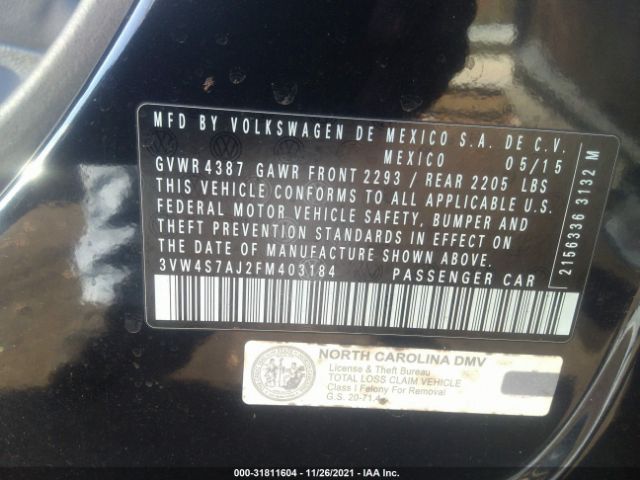 MFD BY VOLKSWAGEN DE MEXICO S.A. DE C.V.
MEXICO 05/15
GVWR 4387 GAWR FRONT 2293 / REAR 2205 LBS
THIS VEHICLE CONFORMS TO ALL APPLICABLE U.S.
FEDERAL MOTOR VEHICLE SAFETY, BUMPER AND
THEFT PREVENTION STANDARDS IN EFFECT ON
THE DATE OF MANUFACTURE SHOWN ABOVE.
3VW4S7AJ2FM403184 PASSENGER CAR
2156336 3132 M
NORTH CAROLINA DMV
License & Theft Bureau
TOTAL LOSS CLAIM VEHICLE
Class I Felony For Removal
G.S. 20-71.4
000-31811604 - 11/26/2021 - IAA Inc.